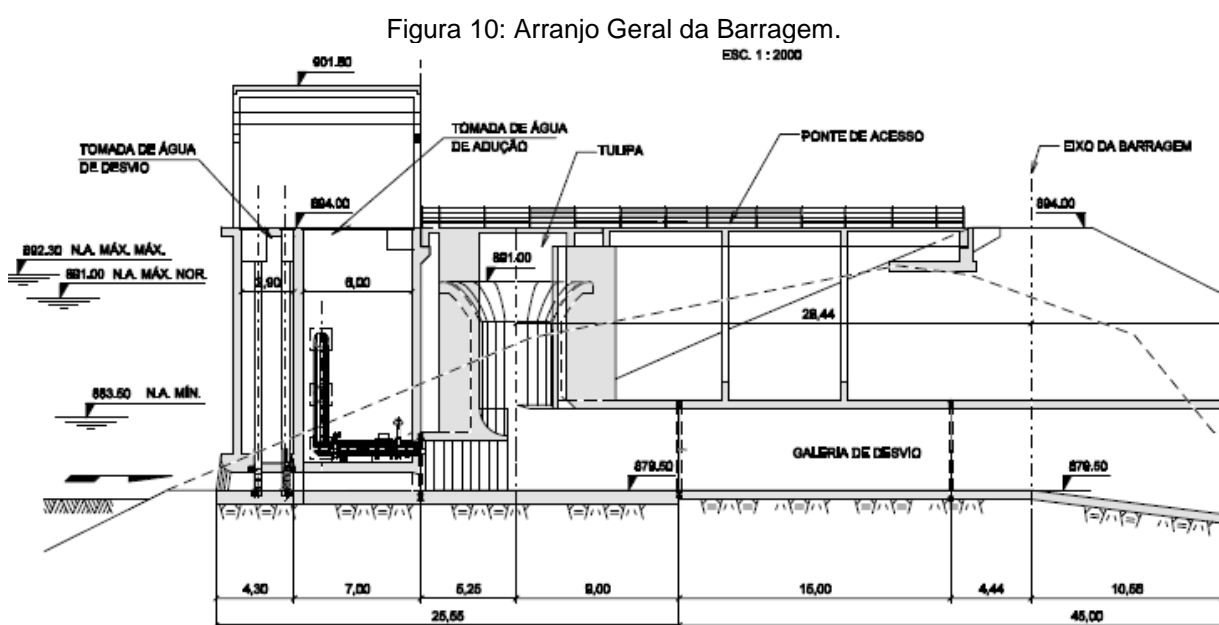 Figura 10: Arranjo Geral da Barragem.
ESC. 1 : 2000
901.80
TOMADA DE ÁGUA
DE DESVIO
TOMADA DE ÁGUA
DE ADUÇÃO
TULIPA
PONTE DE ACESSO
EIXO DA BARRAGEM
894.00
894.00
892.30 N.A. MÁX. MÁX.
891.00 N.A. MÁX. NOR.
891.00
6,00
28,44
883.50 N.A. MÍN.
GALERIA DE DESVIO
879.50
879.50
4,30
7,00
5,25
9,00
15,00
4,44
10,56
25,55
45,00